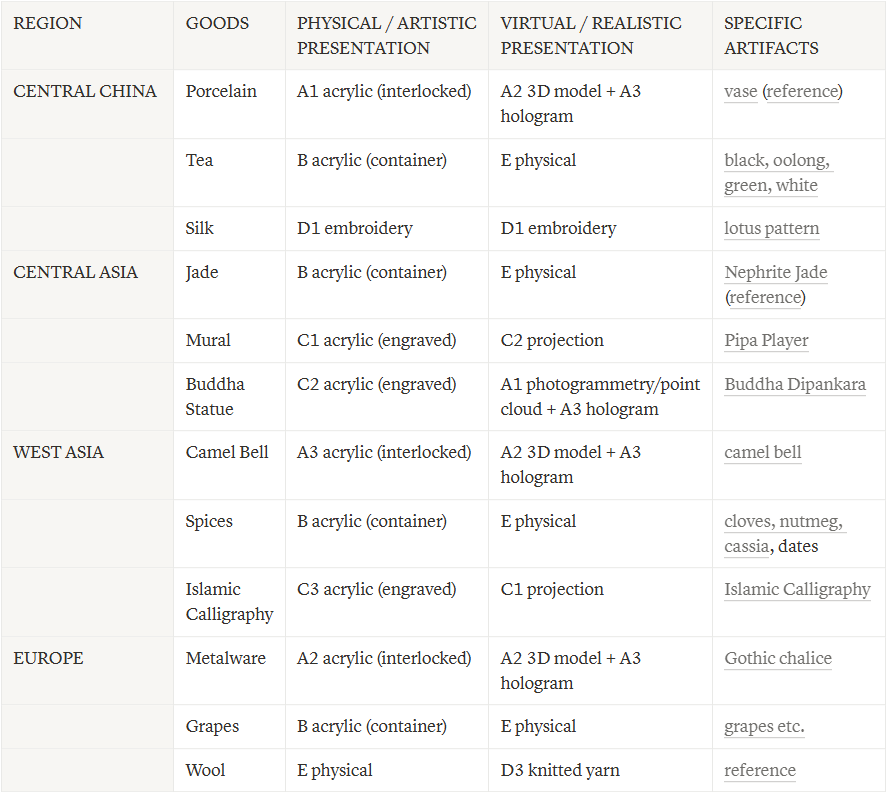 REGION GOODS PHYSICAL / ARTISTIC PRESENTATION VIRTUAL / REALISTIC PRESENTATION SPECIFIC ARTIFACTS
CENTRAL CHINA Porcelain A1 acrylic (interlocked) A2 3D model + A3 hologram vase (reference)
Tea B acrylic (container) E physical black, oolong, green, white
Silk D1 embroidery D1 embroidery lotus pattern
CENTRAL ASIA Jade B acrylic (container) E physical Nephrite Jade (reference)
Mural C1 acrylic (engraved) C2 projection Pipa Player
Buddha Statue C2 acrylic (engraved) A1 photogrammetry/point cloud + A3 hologram Buddha Dipankara
WEST ASIA Camel Bell A3 acrylic (interlocked) A2 3D model + A3 hologram camel bell
Spices B acrylic (container) E physical cloves, nutmeg, cassia, dates
Islamic Calligraphy C3 acrylic (engraved) C1 projection Islamic Calligraphy
EUROPE Metalware A2 acrylic (interlocked) A2 3D model + A3 hologram Gothic chalice
Grapes B acrylic (container) E physical grapes etc.
Wool E physical D3 knitted yarn reference